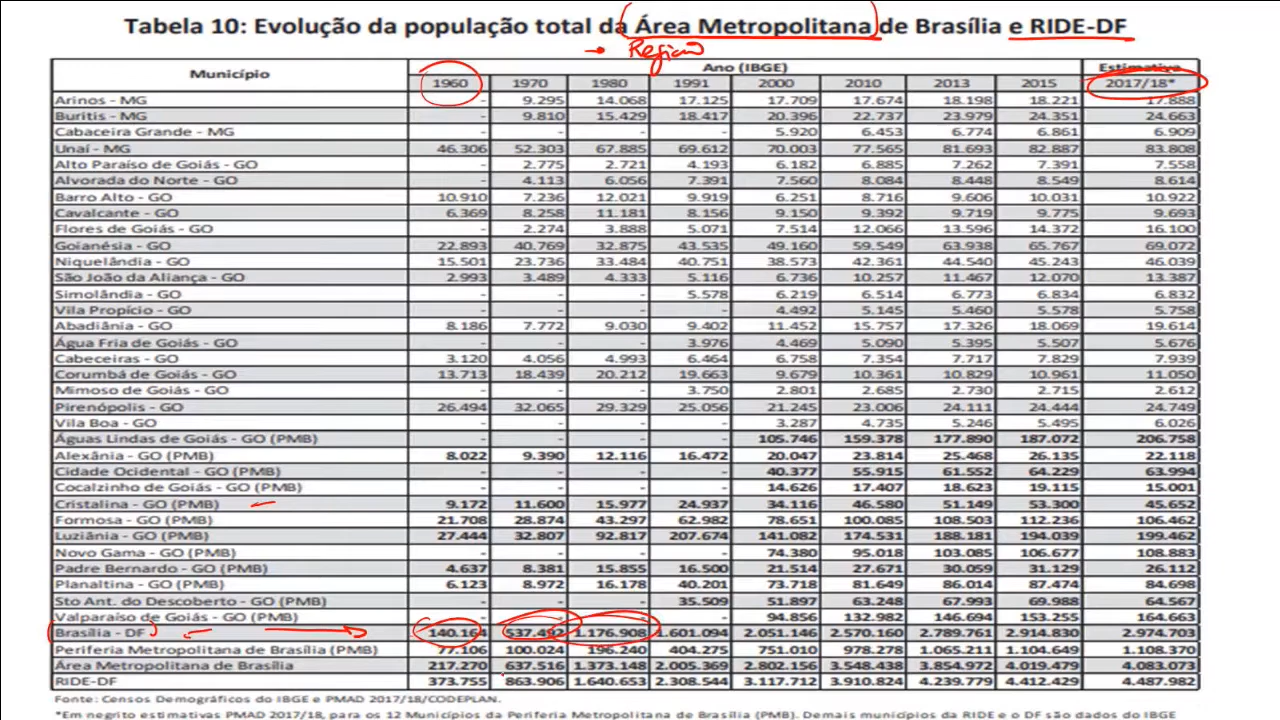 Tabela 10: Evolução da população total da Área Metropolitana de Brasília e RIDE-DF
Região
Município Ano (IBGE) Estimativa
1960 1970 1980 1991 2000 2010 2013 2015 2017/18*
Arinos - MG - 9.295 14.068 17.125 17.709 17.674 18.198 18.221 17.888
Buritis - MG - 9.810 15.429 18.417 20.396 22.737 23.979 24.351 24.663
Cabaceira Grande - MG - - - - 5.920 6.453 6.774 6.861 6.909
Unaí - MG 46.306 52.303 67.885 69.612 70.003 77.565 81.693 82.887 83.808
Alto Paraíso de Goiás - GO - 2.775 2.721 4.193 6.182 6.885 7.262 7.391 7.558
Alvorada do Norte - GO - 4.113 6.056 7.391 7.560 8.084 8.448 8.549 8.614
Barro Alto - GO 10.910 7.236 12.021 9.919 6.251 8.716 9.606 10.031 10.922
Cavalcante - GO 6.369 8.258 11.181 8.156 9.150 9.392 9.719 9.775 9.693
Flores de Goiás - GO - 2.274 3.888 5.071 7.514 12.066 13.596 14.372 16.100
Goianésia - GO 22.893 40.769 32.875 43.535 49.160 59.549 63.938 65.767 69.072
Niquelândia - GO 15.501 23.736 33.484 40.751 38.573 42.361 44.540 45.243 46.039
São João da Aliança - GO 2.993 3.489 4.333 5.116 6.736 10.257 11.467 12.070 13.387
Simolândia - GO - - - 5.578 6.219 6.514 6.773 6.834 6.832
Vila Propício - GO - - - - 4.492 5.145 5.460 5.578 5.758
Abadiânia - GO 8.186 7.772 9.030 9.402 11.452 15.757 17.326 18.069 19.614
Água Fria de Goiás - GO - - - 3.976 4.469 5.090 5.395 5.507 5.676
Cabeceiras - GO 3.120 4.056 4.993 6.464 6.758 7.354 7.717 7.829 7.939
Corumbá de Goiás - GO 13.713 18.439 20.212 19.663 9.679 10.361 10.829 10.961 11.050
Mimoso de Goiás - GO - - - 3.750 2.801 2.685 2.730 2.715 2.612
Pirenópolis - GO 26.494 32.065 29.329 25.056 21.245 23.006 24.111 24.444 24.749
Vila Boa - GO - - - - 3.287 4.735 5.246 5.495 6.026
Águas Lindas de Goiás - GO (PMB) - - - - 105.746 159.378 177.890 187.072 206.758
Alexânia - GO (PMB) 8.022 9.390 12.116 16.472 20.047 23.814 25.468 26.135 22.118
Cidade Ocidental - GO (PMB) - - - - 40.377 55.915 61.552 64.229 63.994
Cocalzinho de Goiás - GO (PMB) - - - - 14.626 17.407 18.623 19.115 15.001
Cristalina - GO (PMB) 9.172 11.600 15.977 24.937 34.116 46.580 51.149 53.300 45.652
Formosa - GO (PMB) 21.708 28.874 43.297 62.982 78.651 100.085 108.503 112.236 106.462
Luziânia - GO (PMB) 27.444 32.807 92.817 207.674 141.082 174.531 188.181 194.039 199.462
Novo Gama - GO (PMB) - - - - 74.380 95.018 103.085 106.677 108.883
Padre Bernardo - GO (PMB) 4.637 8.381 15.855 16.500 21.514 27.671 30.059 31.129 26.112
Planaltina - GO (PMB) 6.123 8.972 16.178 40.201 73.718 81.649 86.014 87.474 84.698
Sto Ant. do Descoberto - GO (PMB) - - - 35.509 51.897 63.248 67.993 69.988 64.567
Valparaíso de Goiás - GO (PMB) - - - - 94.856 132.982 146.694 153.255 164.663
Brasília - DF 140.164 537.492 1.176.908 1.601.094 2.051.146 2.570.160 2.789.761 2.914.830 2.974.703
Periferia Metropolitana de Brasília (PMB) 77.106 100.024 196.240 404.275 751.010 978.278 1.065.211 1.104.649 1.108.370
Área Metropolitana de Brasília 217.270 637.516 1.373.148 2.005.369 2.802.156 3.548.438 3.854.972 4.019.479 4.083.073
RIDE-DF 373.755 863.906 1.640.653 2.308.544 3.117.712 3.910.824 4.239.779 4.412.429 4.487.982
Fonte: Censos Demográficos do IBGE e PMAD 2017/18/CODEPLAN.
*Em negrito estimativas PMAD 2017/18, para os 12 Municípios da Periferia Metropolitana de Brasília (PMB). Demais municípios da RIDE e o DF são dados do IBGE